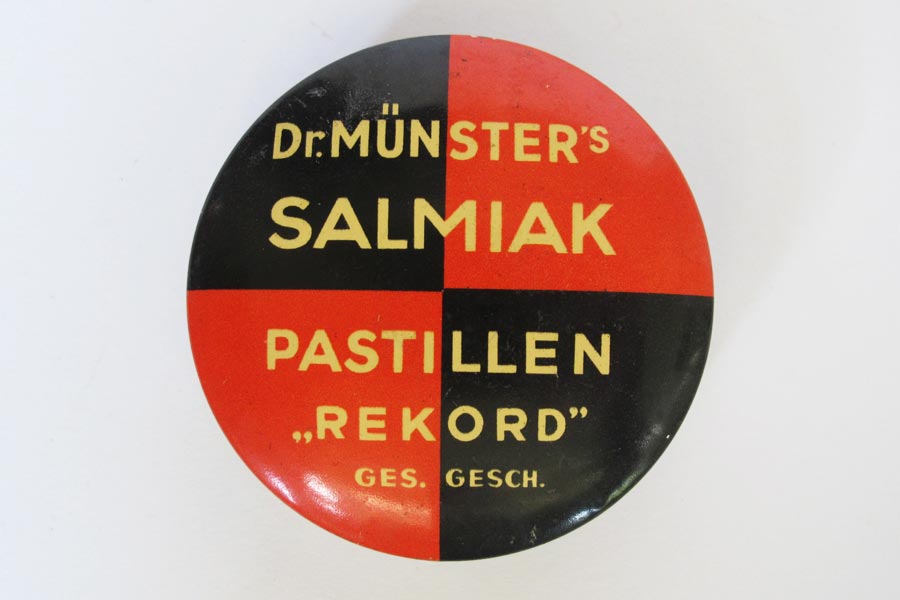 Dr. MÜNSTER's
SALMIAK
PASTILLEN
„REKORD”
GES. GESCH.